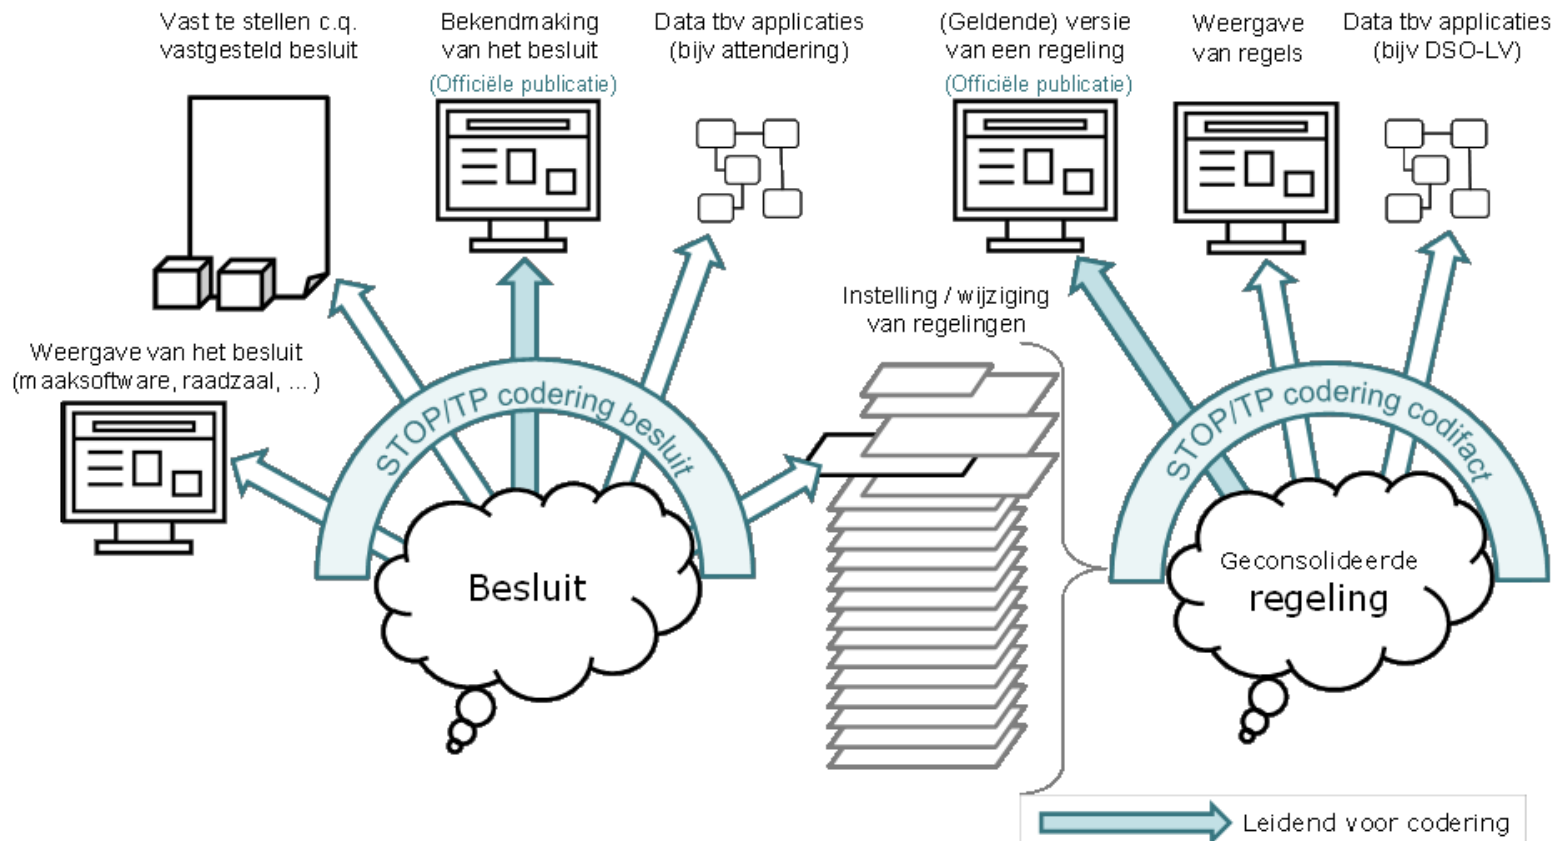 Vast te stellen c.q.
vastgesteld besluit
Bekendmaking
van het besluit
(Officiële publicatie)
Data tbv applicaties
(bijv attendering)
(Geldende) versie
van een regeling
(Officiële publicatie)
Weergave
van regels
Data tbv applicaties
(bijv DSO-LV)
Instelling / wijziging
van regelingen
Weergave van het besluit
(maaksoftware, raadzaal, ... )
STOP/TP codering besluit
STOP/TP codering codifact
Besluit
Geconsolideerde
regeling
Leidend voor codering